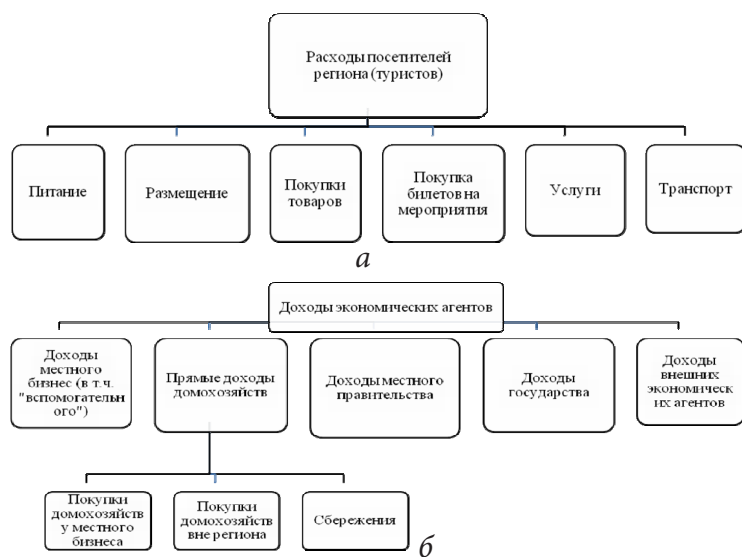 Расходы посетителей
региона (туристов)
Питание
Размещение
Покупки
товаров
Покупка
билетов на
мероприятия
Услуги
Транспорт
а
Доходы экономических агентов
Доходы
местного
бизнес (в т.ч.
"вспомогательн
ого")
Прямые доходы
домохозяйств
Доходы местного
правительства
Доходы
государства
Доходы
внешних
экономическ
их агентов
Покупки
домохозяйств
у местного
бизнеса
Покупки
домохозяйств
вне региона
Сбережения
б